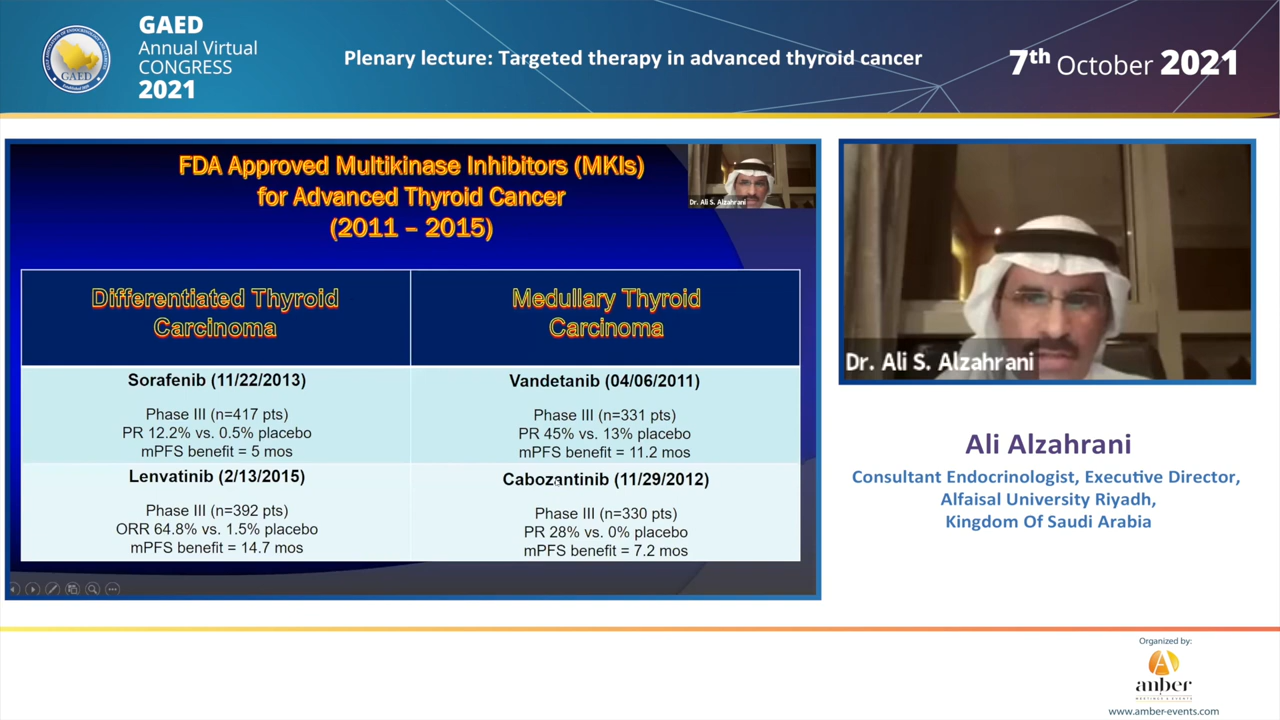 GAED
Annual Virtual
CONGRESS
2021
GAED
Plenary lecture: Targeted therapy in advanced thyroid cancer
7th October 2021
FDA Approved Multikinase Inhibitors (MKIs)
for Advanced Thyroid Cancer
(2011 – 2015)
Dr. Ali S. Alzahrani
Differentiated Thyroid
Carcinoma
Medullary Thyroid
Carcinoma
Sorafenib (11/22/2013)
Phase III (n=417 pts)
PR 12.2% vs. 0.5% placebo
mPFS benefit = 5 mos
Vandetanib (04/06/2011)
Phase III (n=331 pts)
PR 45% vs. 13% placebo
mPFS benefit = 11.2 mos
Lenvatinib (2/13/2015)
Phase III (n=392 pts)
ORR 64.8% vs. 1.5% placebo
mPFS benefit = 14.7 mos
Cabozantinib (11/29/2012)
Phase III (n=330 pts)
PR 28% vs. 0% placebo
mPFS benefit = 7.2 mos
Dr. Ali S. Alzahrani
Ali Alzahrani
Consultant Endocrinologist, Executive Director,
Alfaisal University Riyadh,
Kingdom Of Saudi Arabia
Organized by:
anber
www.amber-events.com